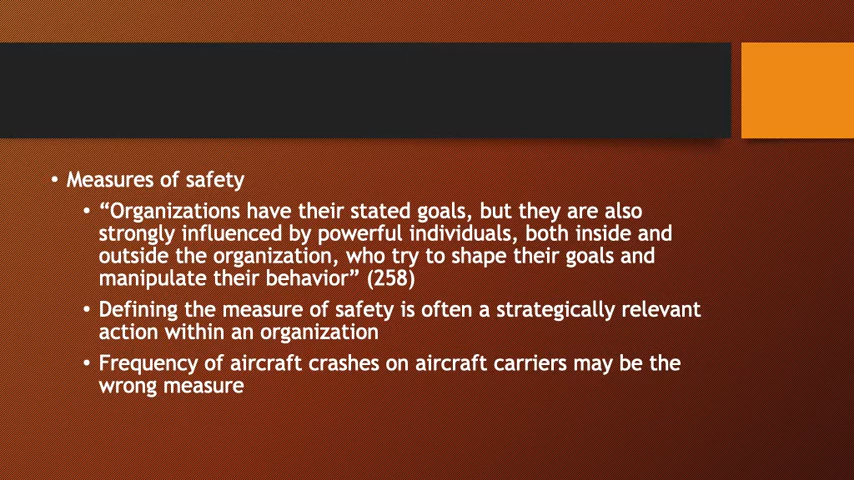 • Measures of safety
• “Organizations have their stated goals, but they are also
strongly influenced by powerful individuals, both inside and
outside the organization, who try to shape their goals and
manipulate their behavior” (258)
• Defining the measure of safety is often a strategically relevant
action within an organization
• Frequency of aircraft crashes on aircraft carriers may be the
wrong measure